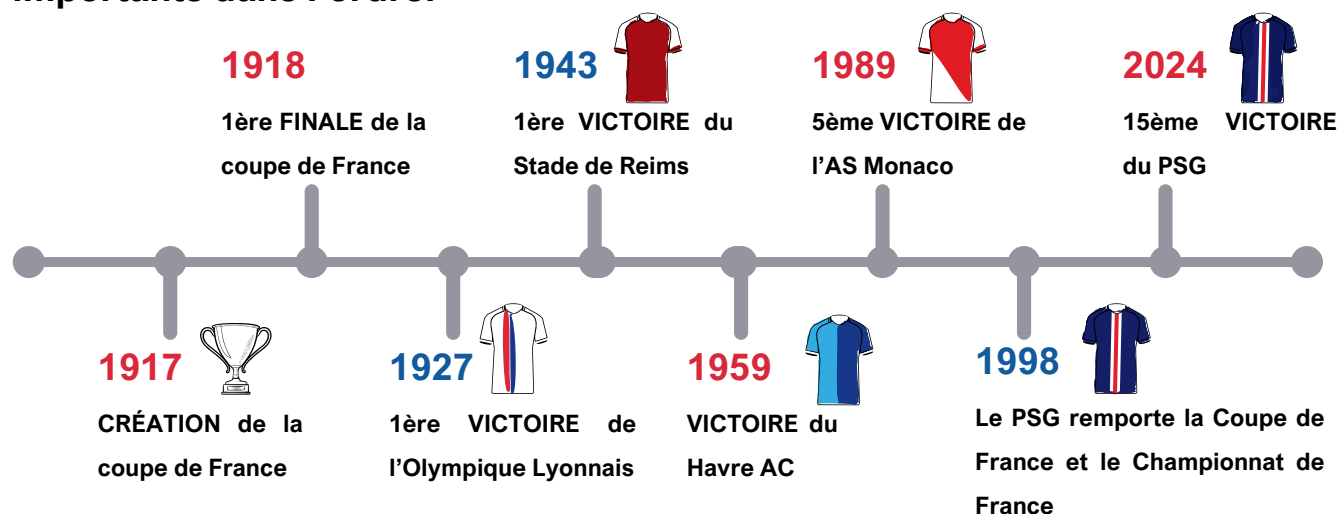 1918
1ère FINALE de la
coupe de France
1943
1ère VICTOIRE du
Stade de Reims
1989
5ème VICTOIRE de
l'AS Monaco
2024
15ème VICTOIRE
du PSG
1917
CRÉATION de la
coupe de France
1927
1ère VICTOIRE de
l'Olympique Lyonnais
1959
VICTOIRE du
Havre AC
1998
Le PSG remporte la Coupe de
France et le Championnat de
France